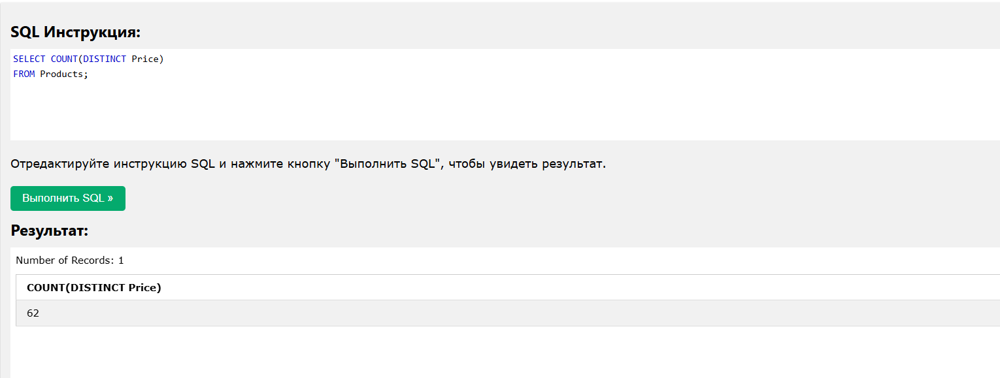 SQL Инструкция:
SELECT COUNT(DISTINCT Price)
FROM Products;
Отредактируйте инструкцию SQL и нажмите кнопку "Выполнить SQL", чтобы увидеть результат.
Выполнить SQL »
Результат:
Number of Records: 1
COUNT(DISTINCT Price)
62